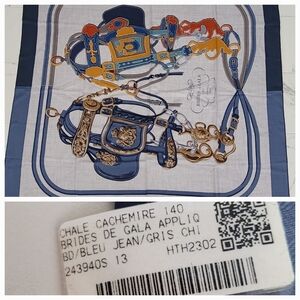 CHALE CACHEMIRE 140
BRIDES DE GALA APPLIQ
BD/BLEU JEAN/GRIS CHI
243940S 13
HTH2302